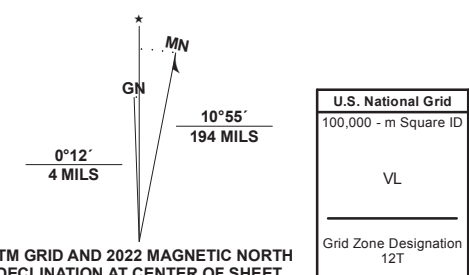 MN
GN
10°55´
194 MILS
0°12´
4 MILS
TM GRID AND 2022 MAGNETIC NORTH
DECLINATION AT CENTER OF SHEET
U.S. National Grid
100,000 - m Square ID
VL
Grid Zone Designation
12T